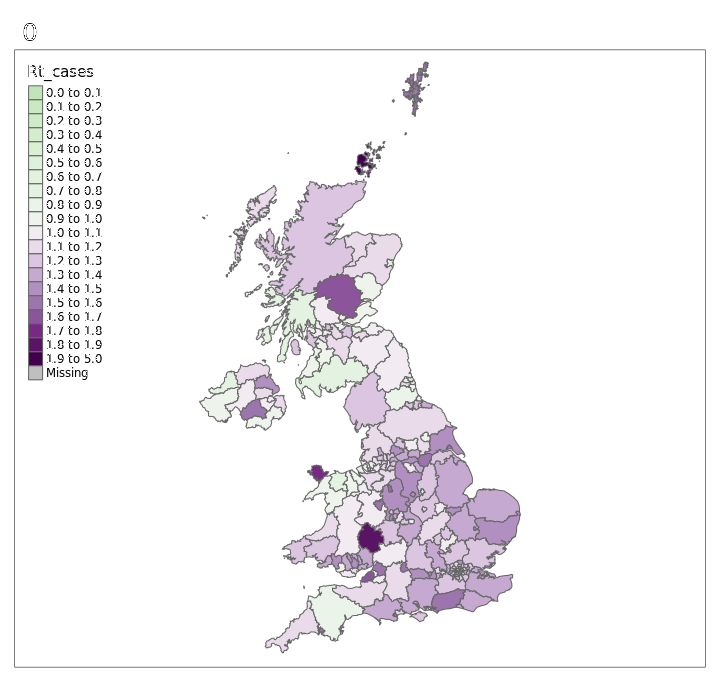 0
Rt_cases
0.0 to 0.1
0.1 to 0.2
0.2 to 0.3
0.3 to 0.4
0.4 to 0.5
0.5 to 0.6
0.6 to 0.7
0.7 to 0.8
0.8 to 0.9
0.9 to 1.0
1.0 to 1.1
1.1 to 1.2
1.2 to 1.3
1.3 to 1.4
1.4 to 1.5
1.5 to 1.6
1.6 to 1.7
1.7 to 1.8
1.8 to 1.9
1.9 to 5.0
Missing